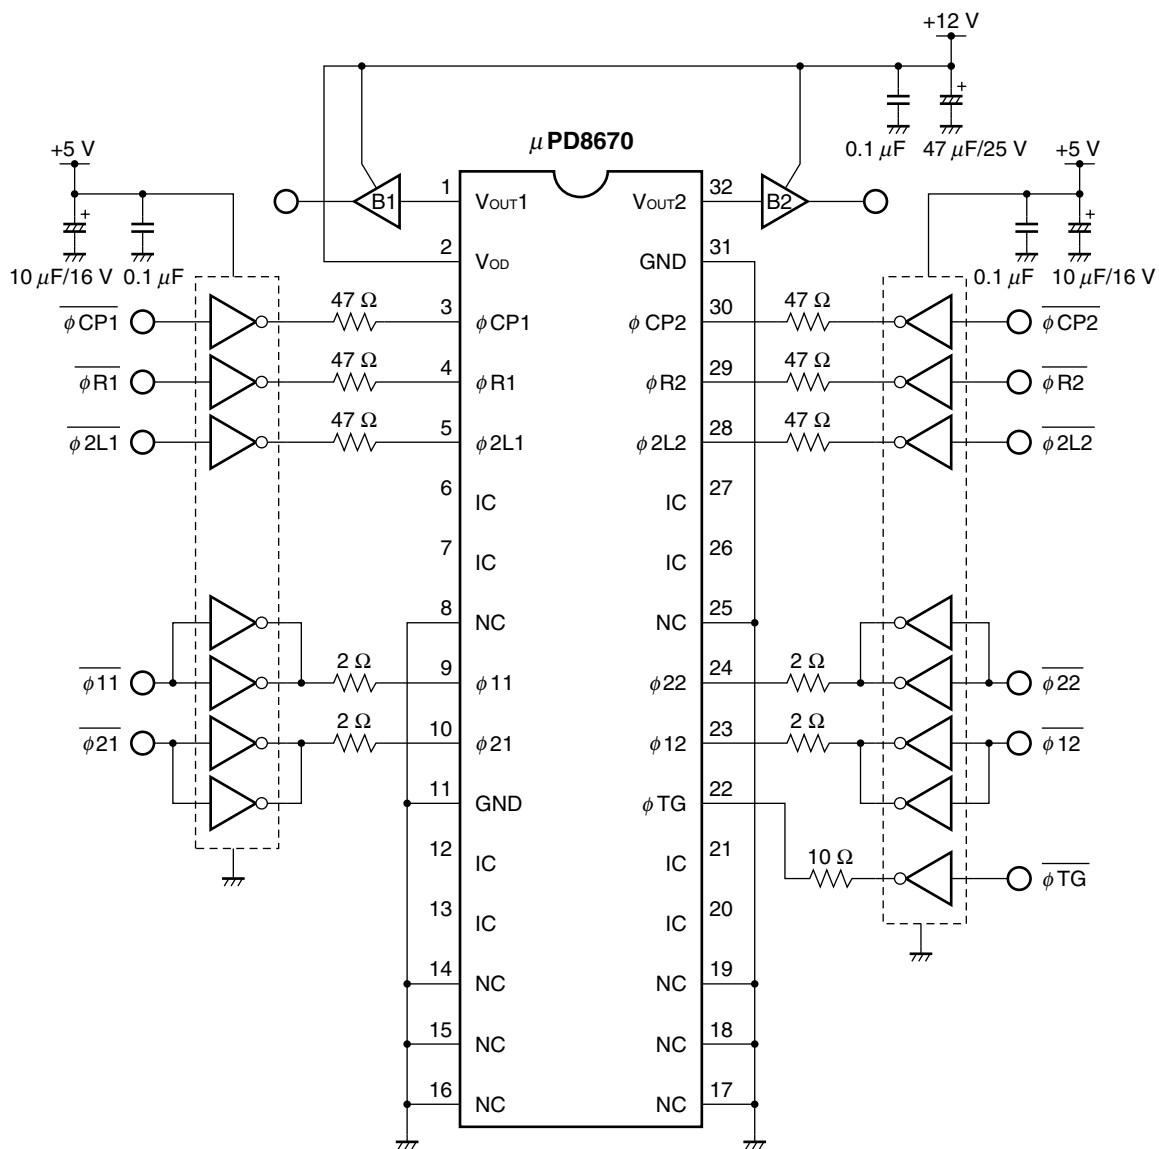 +12 V
0.1 μF 47 μF/25 V
μPD8670
+5 V
10 μF/16 V 0.1 μF
+5 V
0.1 μF 10 μF/16 V
B1 1 VOUT1 VOUT2 32 B2
2 VOD GND 31
φCP1 47 Ω 3 φCP1 φCP2 30 47 Ω φCP2
φR1 47 Ω 4 φR1 φR2 29 47 Ω φR2
φ2L1 47 Ω 5 φ2L1 φ2L2 28 47 Ω φ2L2
6 IC 27
7 IC IC 26
IC
8 NC NC 25
φ11 2 Ω 9 φ11 φ22 24 2 Ω φ22
φ21 2 Ω 10 φ21 φ12 23 2 Ω φ12
11 GND φTG 22
12 IC IC 21 10 Ω φTG
13 IC IC 20
14 NC NC 19
15 NC NC 18
16 NC NC 17